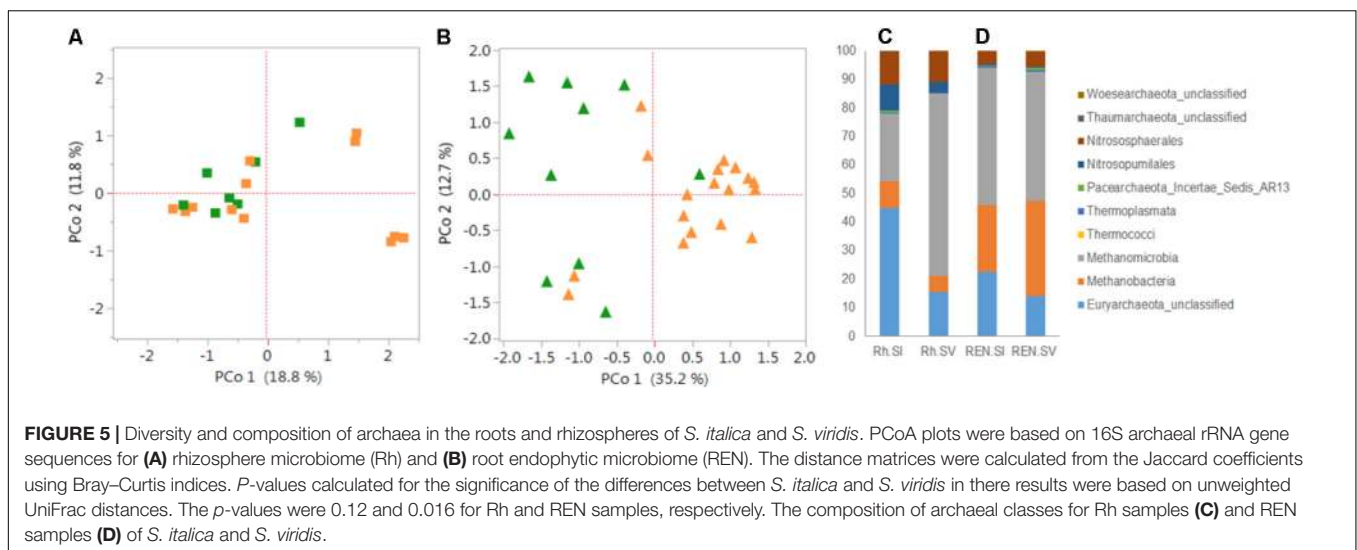 A
B
C
D
PCo 2 (11.8 %)
2
1
0
-1
-2
-2
-1
0
1
2
PCo 1 (18.8 %)
PCo 2 (12.7 %)
2.0
1.5
1.0
0.5
0.0
-0.5
-1.0
-1.5
-2.0
-2.0
-1.5
-1.0
-0.5
0.0
0.5
1.0
1.5
2.0
PCo 1 (35.2 %)
100
90
80
70
60
50
40
30
20
10
0
Rh.SI
Rh.SV
REN.SI
REN.SV
Woesearchaeota_unclassified
Thaumarchaeota_unclassified
Nitrososphaerales
Nitrosopumilales
Pacearchaeota_Incertae_Sedis_AR13
Thermoplasmata
Thermococci
Methanomicrobia
Methanobacteria
Euryarchaeota_unclassified
FIGURE 5 | Diversity and composition of archaea in the roots and rhizospheres of S. italica and S. viridis. PCoA plots were based on 16S archaeal rRNA gene
sequences for (A) rhizosphere microbiome (Rh) and (B) root endophytic microbiome (REN). The distance matrices were calculated from the Jaccard coefficients
using Bray–Curtis indices. P-values calculated for the significance of the differences between S. italica and S. viridis in there results were based on unweighted
UniFrac distances. The p-values were 0.12 and 0.016 for Rh and REN samples, respectively. The composition of archaeal classes for Rh samples (C) and REN
samples (D) of S. italica and S. viridis.